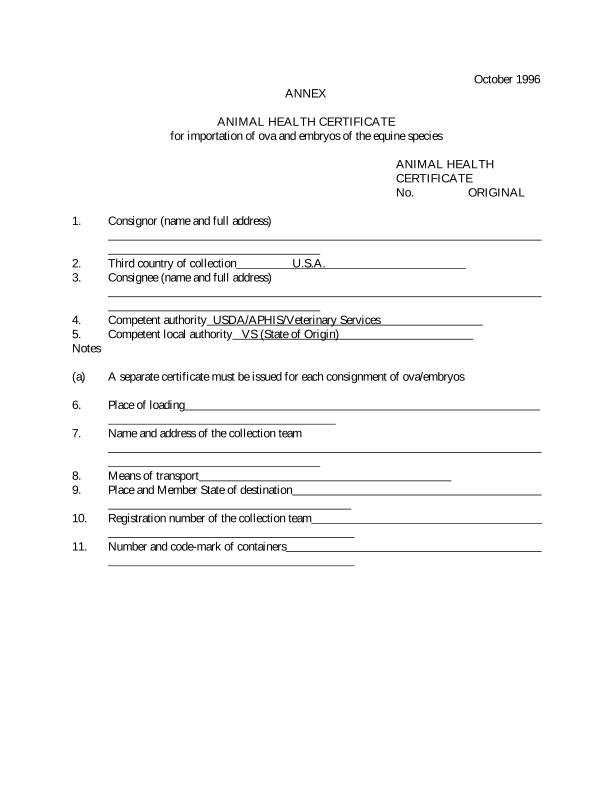 October 1996
ANNEX
ANIMAL HEALTH CERTIFICATE
for importation of ova and embryos of the equine species
ANIMAL HEALTH
CERTIFICATE
No. ORIGINAL
1. Consignor (name and full address)
2. Third country of collection U.S.A.
3. Consignee (name and full address)
4. Competent authority USDA/APHIS/Veterinary Services
5. Competent local authority VS (State of Origin)
Notes
(a) A separate certificate must be issued for each consignment of ova/embryos
6. Place of loading
7. Name and address of the collection team
8. Means of transport
9. Place and Member State of destination
10. Registration number of the collection team
11. Number and code-mark of containers